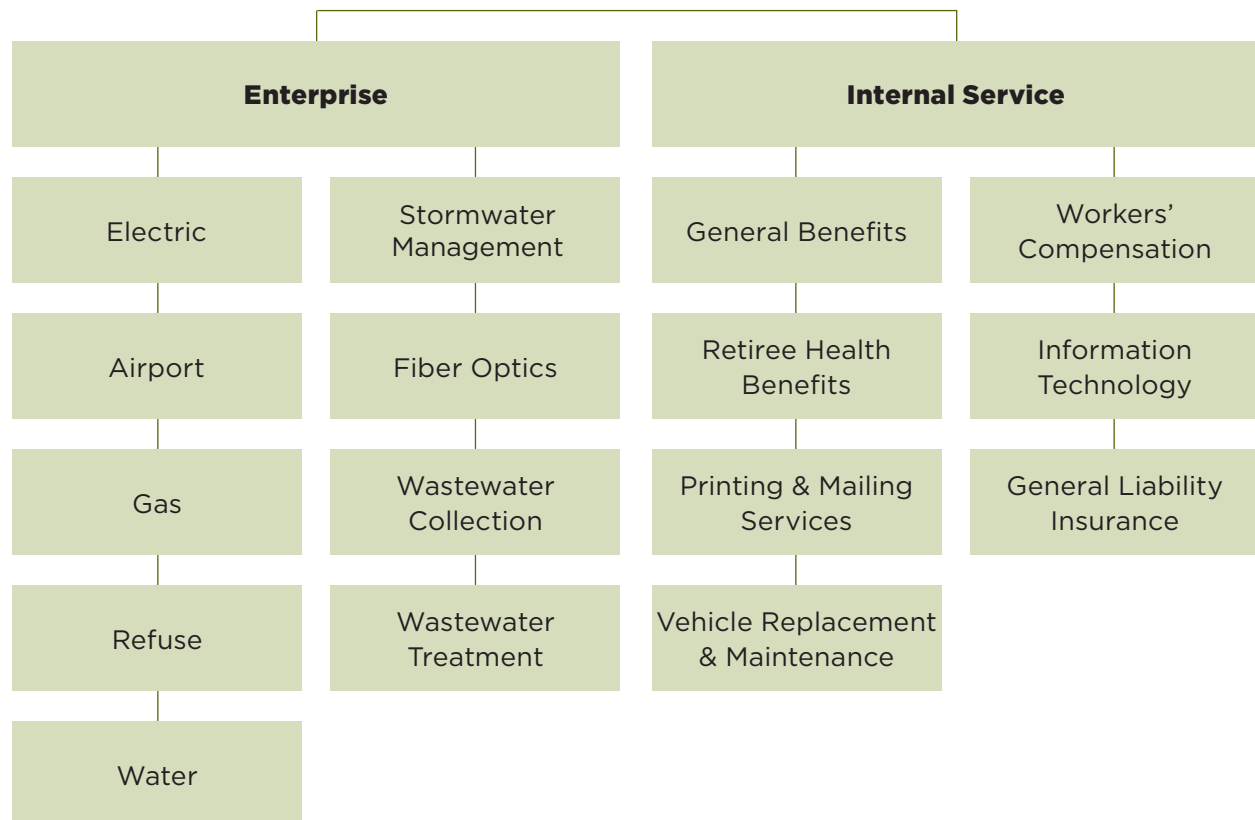 Enterprise
Electric
Airport
Gas
Refuse
Water
Stormwater
Management
Fiber Optics
Wastewater
Collection
Wastewater
Treatment
Internal Service
General Benefits
Retiree Health
Benefits
Printing & Mailing
Services
Vehicle Replacement
& Maintenance
Workers’
Compensation
Information
Technology
General Liability
Insurance